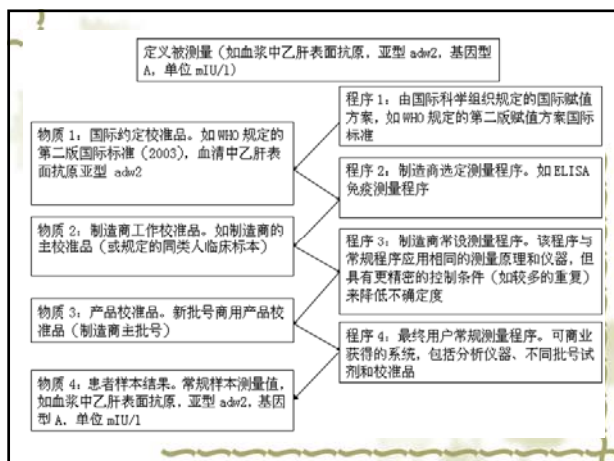 定义被测量（如血浆中乙肝表面抗原，亚型 adw2，基因型
A，单位 mIU/l）
程序 1：由国际科学组织规定的国际赋值
方案，如WHO 规定的第二版赋值方案国际
标准
物质 1：国际约定校准品。如WHO 规定的
第二版国际标准（2003），血清中乙肝表
面抗原亚型 adw2
程序 2：制造商选定测量程序。如 ELISA
免疫测量程序
物质 2：制造商工作校准品。如制造商的
主校准品（或规定的同类人临床标本）
程序 3：制造商常设测量程序。该程序与
常规程序应用相同的测量原理和仪器，但
具有更精密的控制条件（如较多的重复）
来降低不确定度
物质 3：产品校准品。新批号商用产品校
准品（制造商主批号）
程序 4：最终用户常规测量程序。可商业
获得的系统，包括分析仪器、不同批号试
剂和校准品
物质 4：患者样本结果。常规样本测量值，
如血浆中乙肝表面抗原，亚型 adw2，基因
型 A，单位 mIU/l